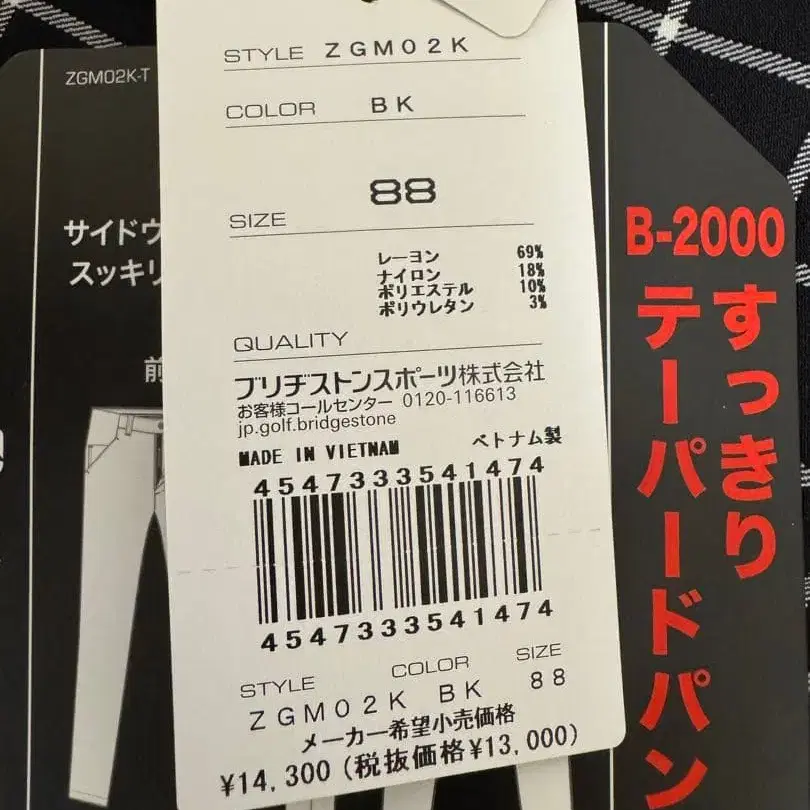 ZGM02K-T
サイドウ
スッキリ
前
STYLE ZGM02K
COLOR BK
SIZE 88
レーヨン 69%
ナイロン 18%
ポリエステル 10%
ポリウレタン 3%
QUALITY
ブリヂストンスポーツ株式会社
お客様コールセンター 0120-116613
jp.golf.bridgestone
MADE IN VIETNAM ベトナム製
4547333541474
4547333541474
STYLE COLOR SIZE
ZGM02K BK 88
メーカー希望小売価格
¥14,300 (税抜価格¥13,000)
B-2000
すっきり
テーパードパン